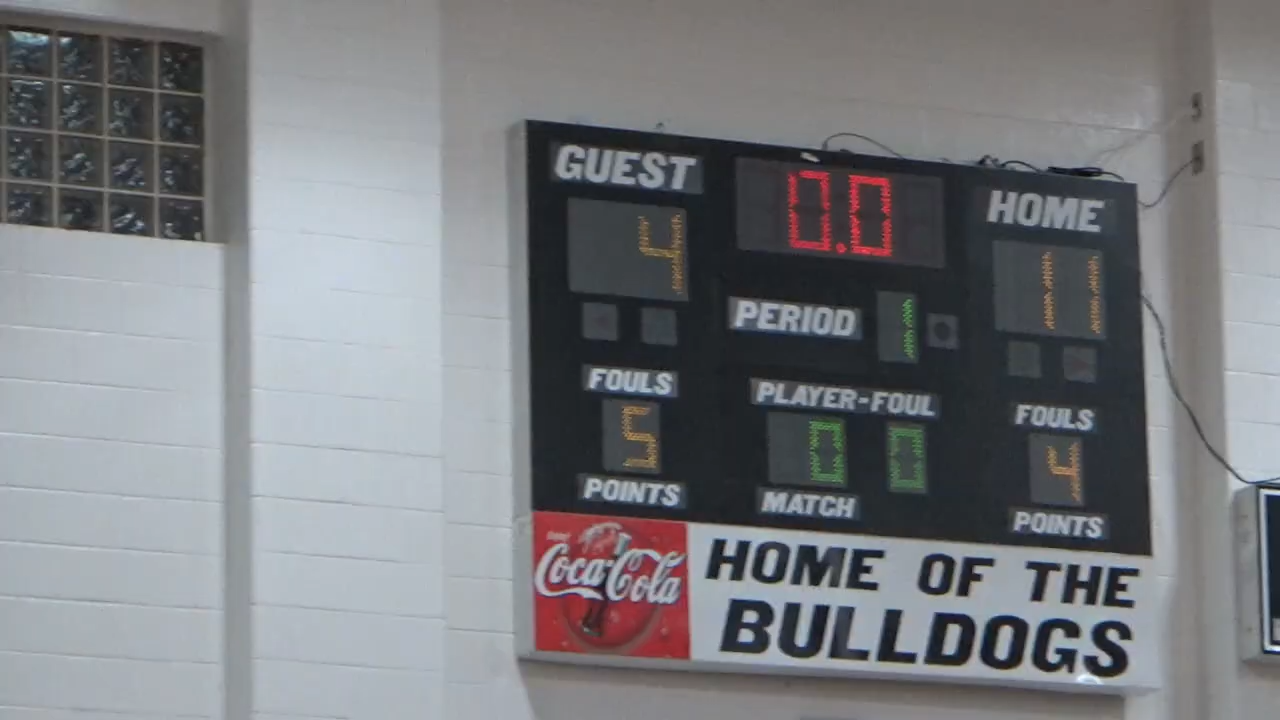 GUEST
0.0
HOME
4
11
PERIOD 1
FOULS
PLAYER-FOUL
FOULS
5
0 0
4
POINTS
MATCH
POINTS
Coca-Cola
HOME OF THE
BULLDOGS